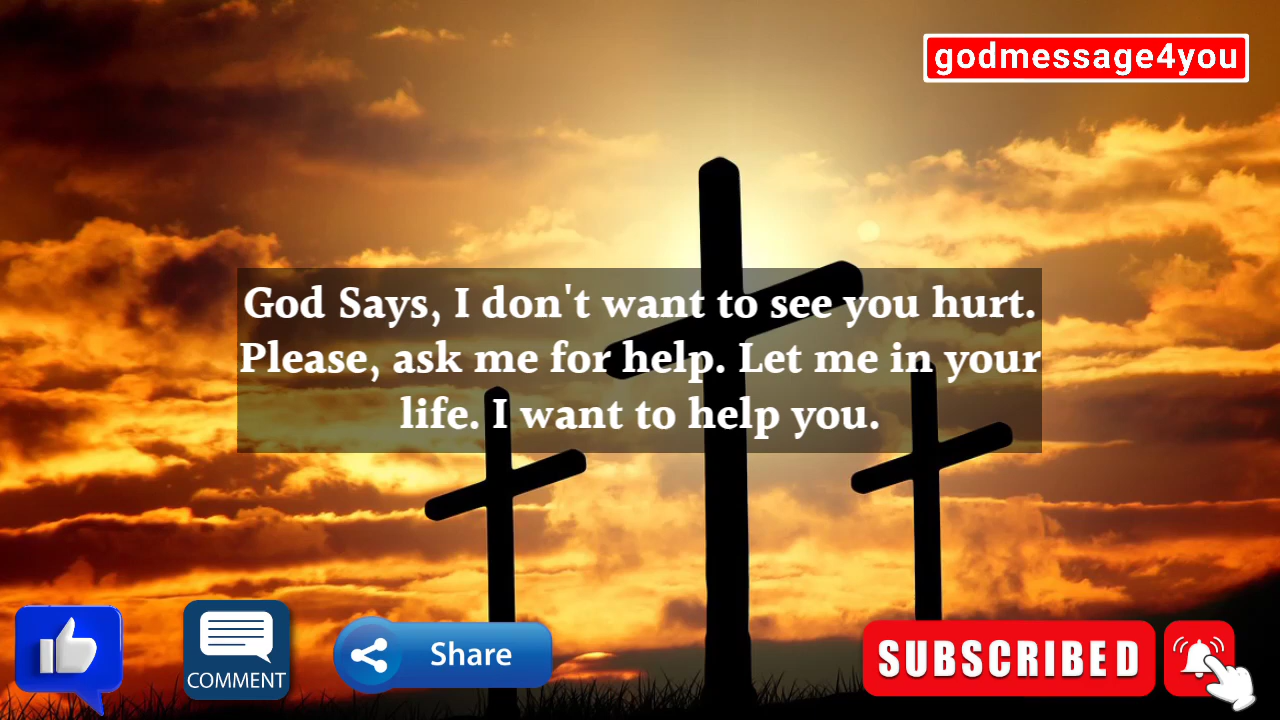 godmessage4you
God Says, I don't want to see you hurt.
Please, ask me for help. Let me in your
life. I want to help you.
COMMENT
Share
SUBSCRIBED